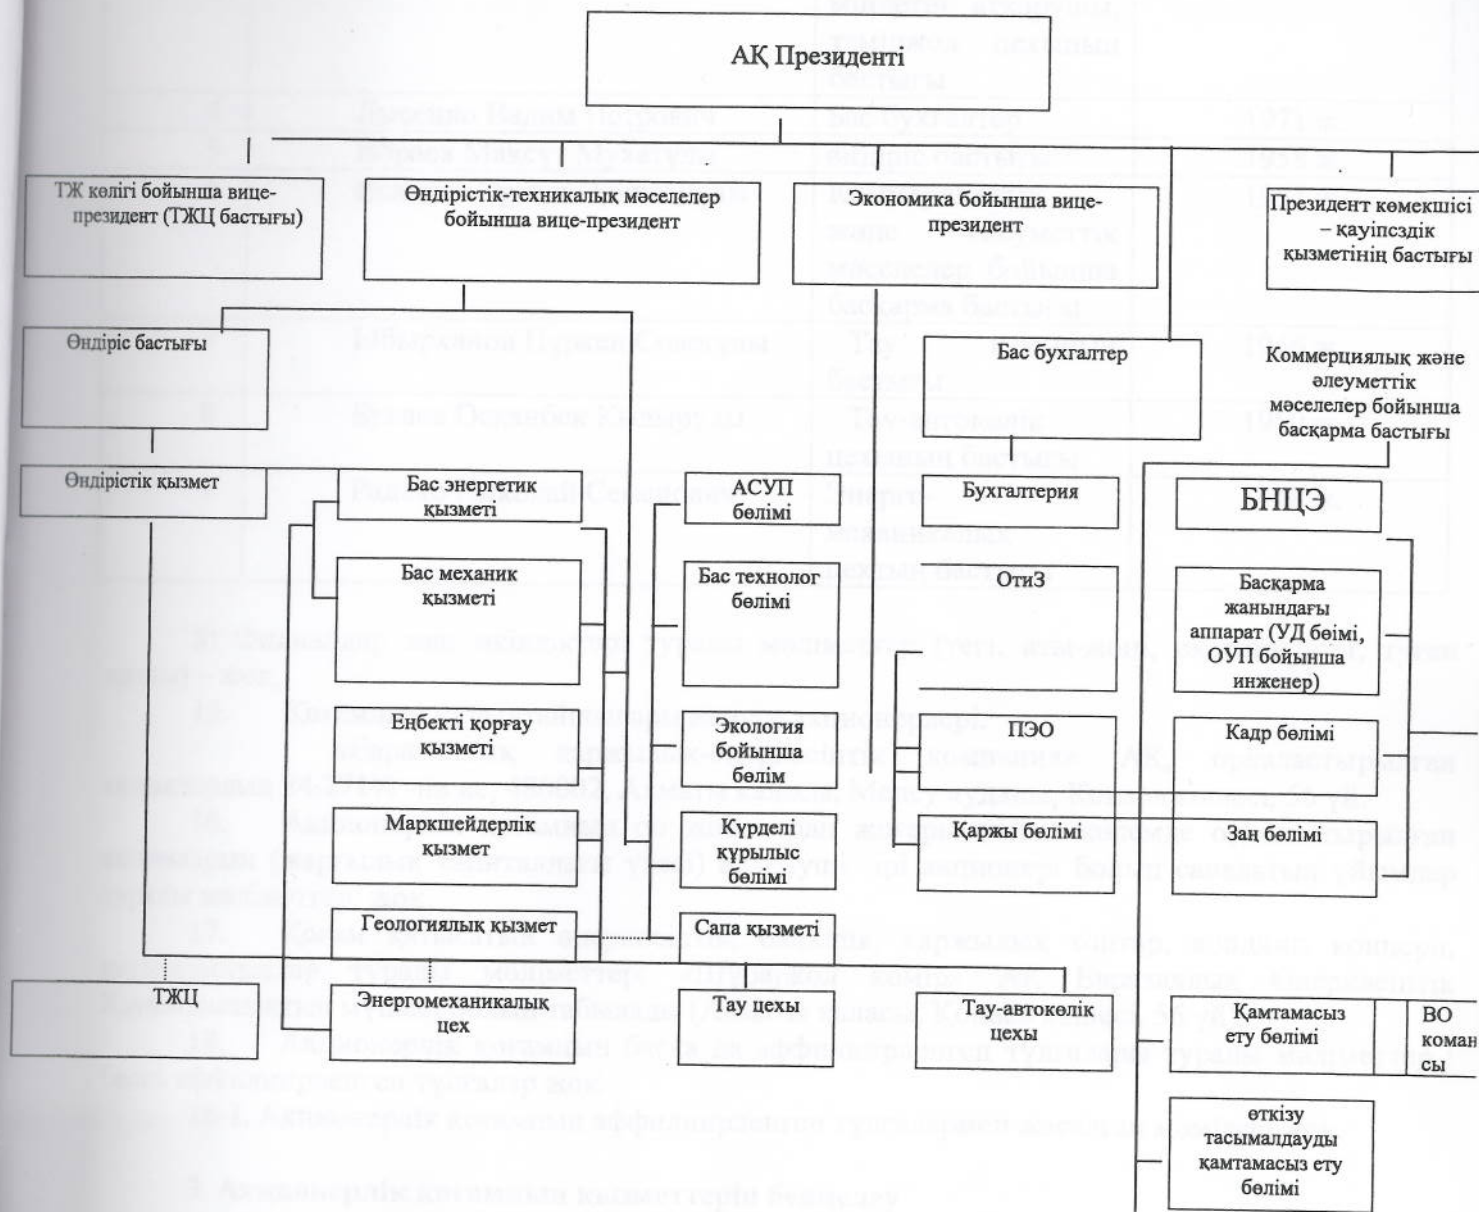 АҚ Президенті
ТЖ көлігі бойынша вице-
президент (ТЖЦ бастығы)
Өндірістік-техникалық мәселелер
бойынша вице-президент
Экономика бойынша вице-
президент
Президент көмекшісі
– қауіпсздік
қызметінің бастығы
Өндіріс бастығы
Бас бухгалтер
Коммерциялық және
әлеуметтік
мәселелер бойынша
басқарма бастығы
Өндірістік қызмет
Бас энергетик
қызметі
АСУП
бөлімі
Бухгалтерия
БНЦЭ
Бас механик
қызметі
Бас технолог
бөлімі
ОтиЗ
Басқарма
жанындағы
аппарат (УД беімі,
ОУП бойынша
инженер)
Еңбекті қорғау
қызметі
Экология
бойынша
бөлім
ПЭО
Кадр бөлімі
Маркшейдерлік
қызмет
Күрделі
құрылыс
бөлімі
Қаржы бөлімі
Заң бөлімі
Геологиялық қызмет
Сапа қызметі
ТЖЦ
Энергомеханикалық
цех
Тау цехы
Тау-автокөлік
цехы
Қамтамасыз
ету бөлімі
ВО
коман
сы
өткізу
тасымалдауды
қамтамасыз ету
бөлімі